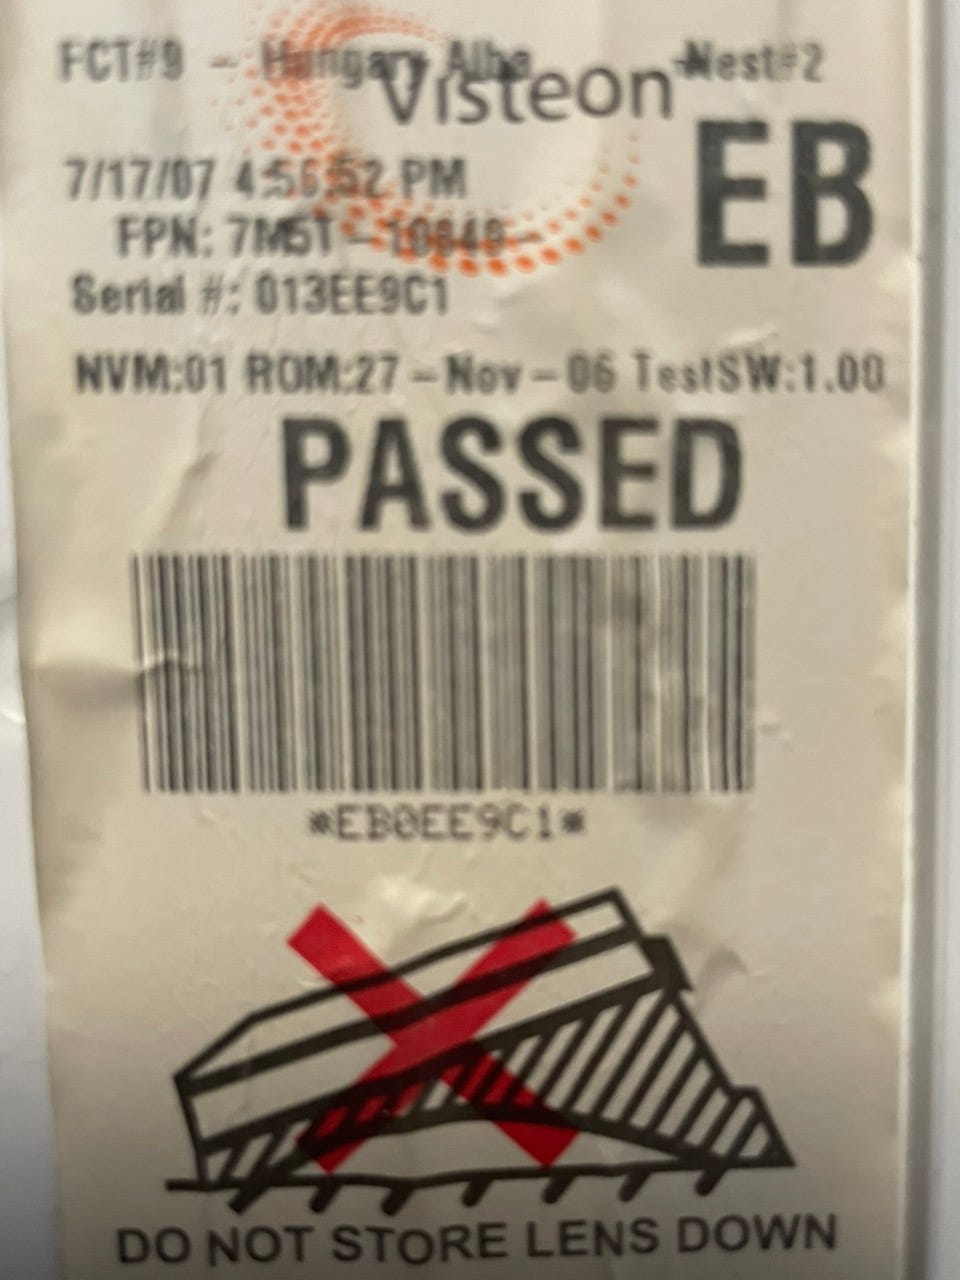 FCT#9 - Hungary Alba Nest#2
Visteon
EB
7/17/07 4:56:52 PM
FPN: 7M5T-10849-
Serial #: 013EE9C1
NVM:01 ROM:27-Nov-06 TestSW:1.00
PASSED
*EB0EE9C1*
DO NOT STORE LENS DOWN